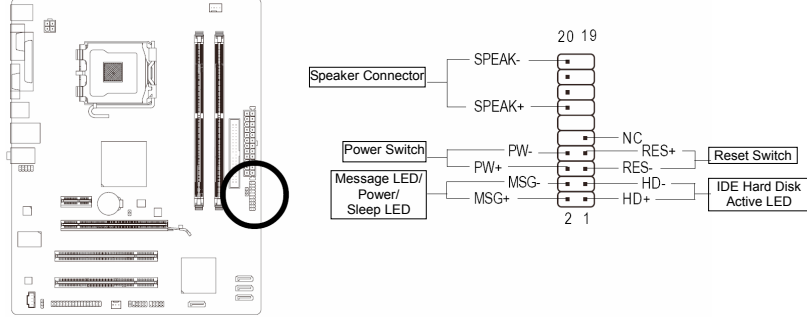 20 19
SPEAK-
Speaker Connector
SPEAK+
NC
Power Switch
PW-
RES+
Reset Switch
PW+
RES-
Message LED/
Power/
Sleep LED
MSG-
HD-
IDE Hard Disk
Active LED
MSG+
HD+
2 1